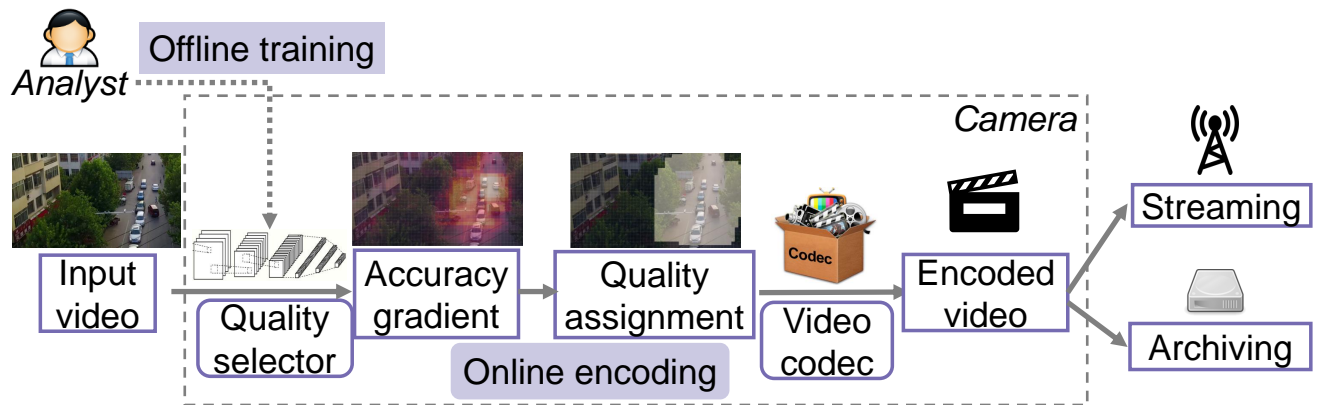 Offline training
Analyst
Camera
Codec
Streaming
Input
video
Quality
selector
Accuracy
gradient
Quality
assignment
Video
codec
Encoded
video
Archiving
Online encoding